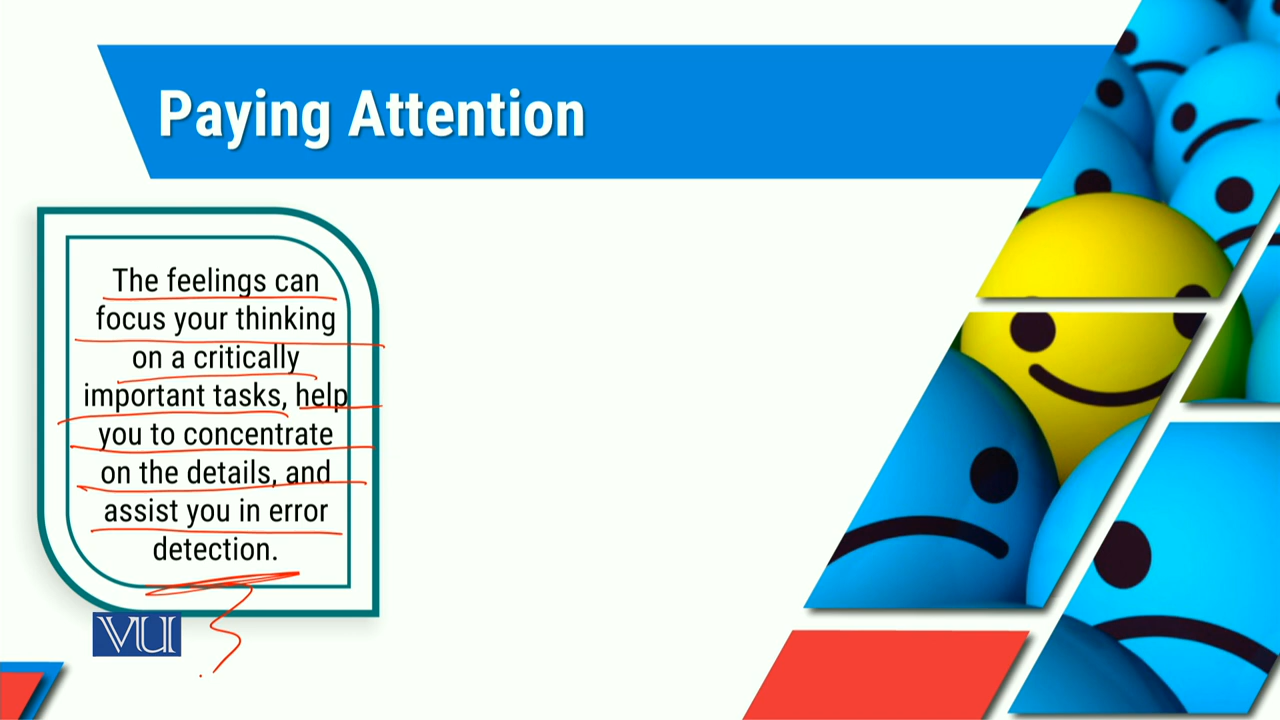 Paying Attention
The feelings can
focus your thinking
on a critically
important tasks, help
you to concentrate
on the details, and
assist you in error
detection.
VU